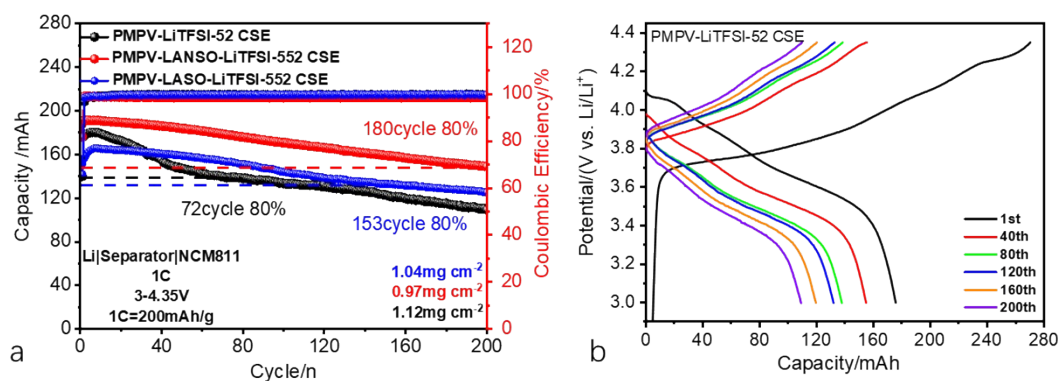 PMPV-LiTFSI-52 CSE
PMPV-LANSO-LiTFSI-552 CSE
PMPV-LASO-LiTFSI-552 CSE
180cycle 80%
72cycle 80%
153cycle 80%
Li|Separator|NCM811
1C
3-4.35V
1C=200mAh/g
1.04mg cm⁻²
0.97mg cm⁻²
1.12mg cm⁻²
280
240
200
160
120
80
40
0
Capacity /mAh
0 40 80 120 160 200
Cycle/n
120
100
80
60
40
20
0
Coulombic Efficiency/%
a
PMPV-LiTFSI-52 CSE
4.4
4.2
4.0
3.8
3.6
3.4
3.2
3.0
Potential/(V vs. Li/Li⁺)
1st
40th
80th
120th
160th
200th
0 40 80 120 160 200 240 280
Capacity/mAh
b